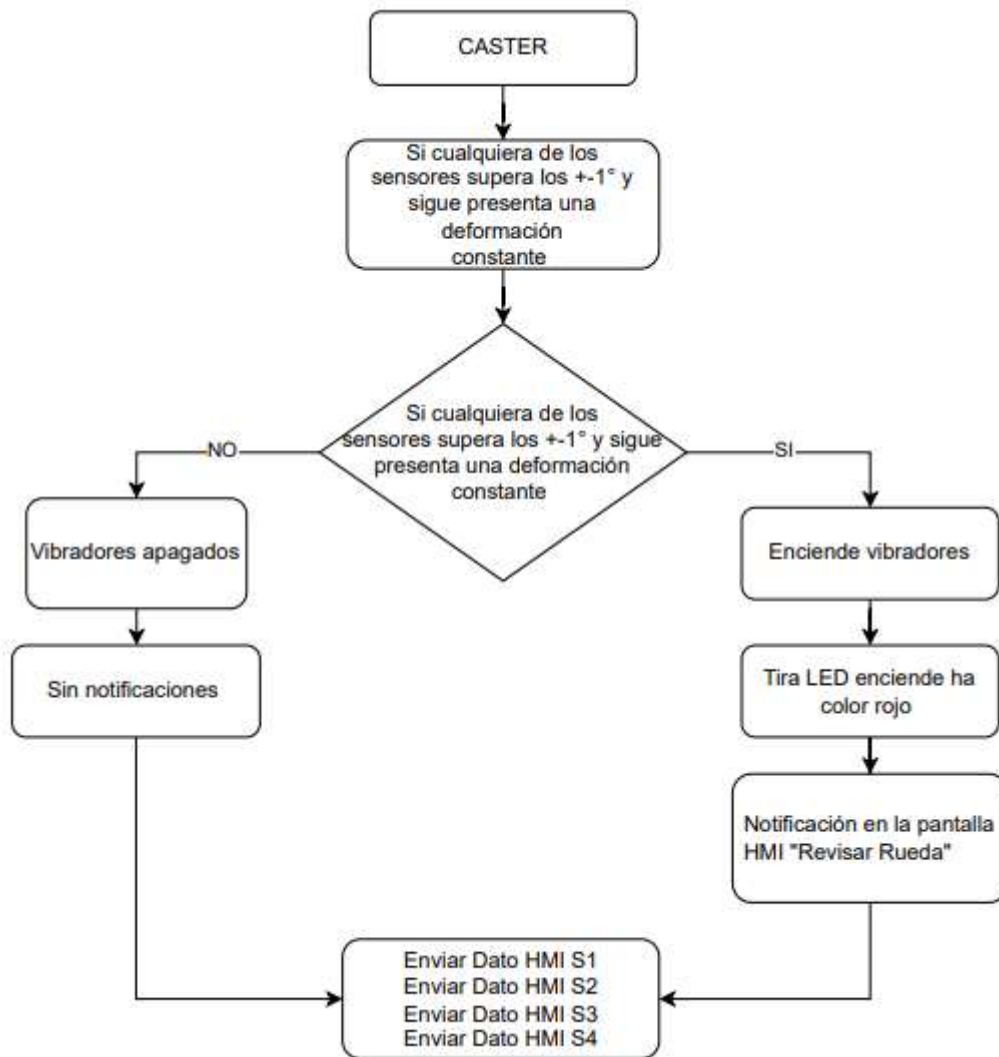 CASTER
Si cualquiera de los
sensores supera los +-1° y
sigue presenta una
deformación
constante
Si cualquiera de los
sensores supera los +-1° y sigue
presenta una deformación
constante
NO
SI
Vibradores apagados
Enciende vibradores
Sin notificaciones
Tira LED enciende ha
color rojo
Notificación en la pantalla
HMI "Revisar Rueda"
Enviar Dato HMI S1
Enviar Dato HMI S2
Enviar Dato HMI S3
Enviar Dato HMI S4